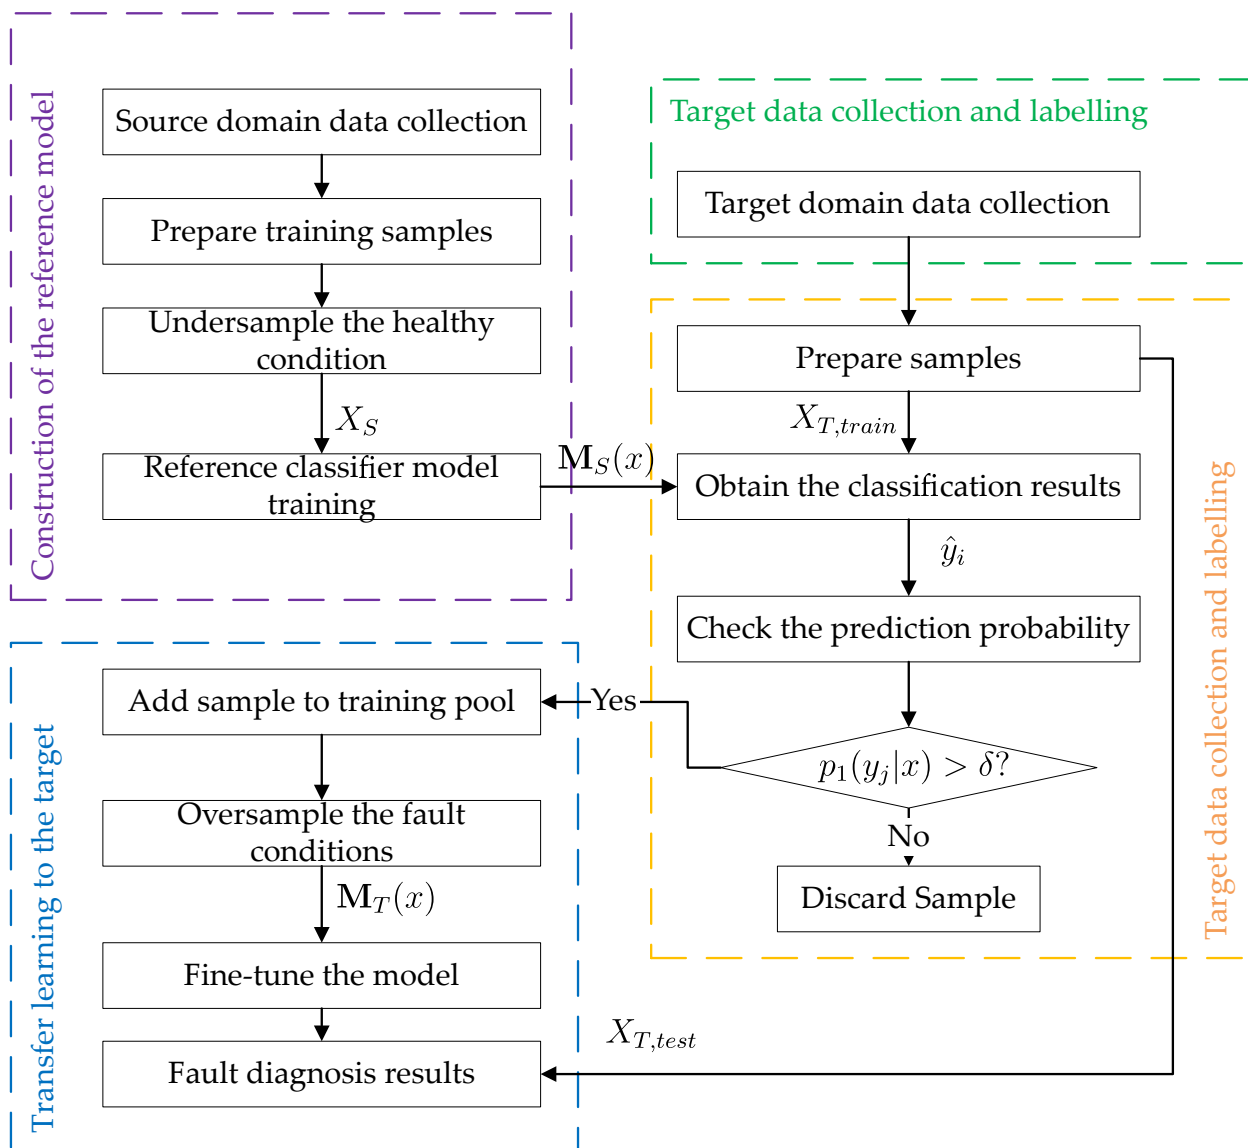 Construction of the reference model
Source domain data collection
Prepare training samples
Undersample the healthy
condition
X_S
Reference classifier model
training
M_S(x)
Target data collection and labelling
Target domain data collection
Prepare samples
X_{T,train}
Obtain the classification results
ŷ_i
Check the prediction probability
p_1(y_j|x) > δ?
Yes
No
Discard Sample
Target data collection and labelling
Transfer learning to the target
Add sample to training pool
Oversample the fault
conditions
M_T(x)
Fine-tune the model
Fault diagnosis results
X_{T,test}